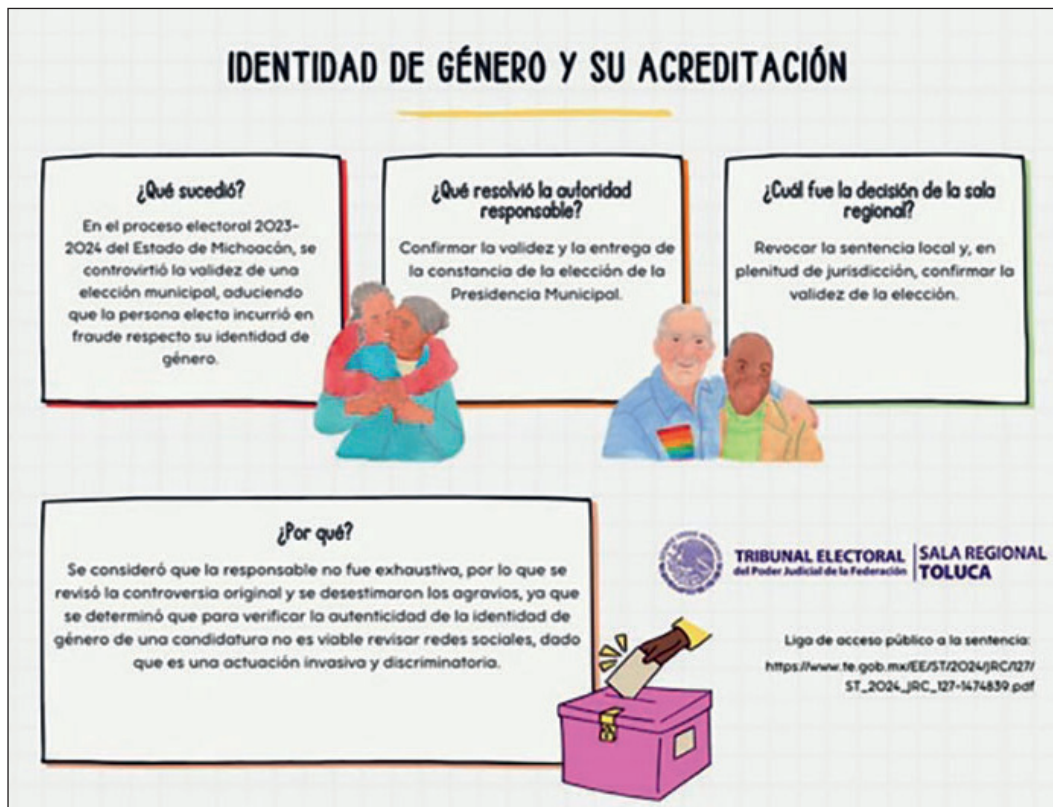 IDENTIDAD DE GÉNERO Y SU ACREDITACIÓN
¿Qué sucedió?
En el proceso electoral 2023-
2024 del Estado de Michoacán, se
controvirtió la validez de una
elección municipal, aduciendo
que la persona electa incurrió en
fraude respecto su identidad de
género.
¿Qué resolvió la autoridad
responsable?
Confirmar la validez y la entrega de
la constancia de la elección de la
Presidencia Municipal.
¿Cuál fue la decisión de la sala
regional?
Revocar la sentencia local y, en
plenitud de jurisdicción, confirmar la
validez de la elección.
¿Por qué?
Se consideró que la responsable no fue exhaustiva, por lo que se
revisó la controversia original y se desestimaron los agravios, ya que
se determinó que para verificar la autenticidad de la identidad de
género de una candidatura no es viable revisar redes sociales, dado
que es una actuación invasiva y discriminatoria.
TRIBUNAL ELECTORAL
del Poder Judicial de la Federación
SALA REGIONAL
TOLUCA
Liga de acceso público a la sentencia:
https://www.te.gob.mx/EE/ST/2024/JRC/127/
ST_2024_JRC_127-1474839.pdf